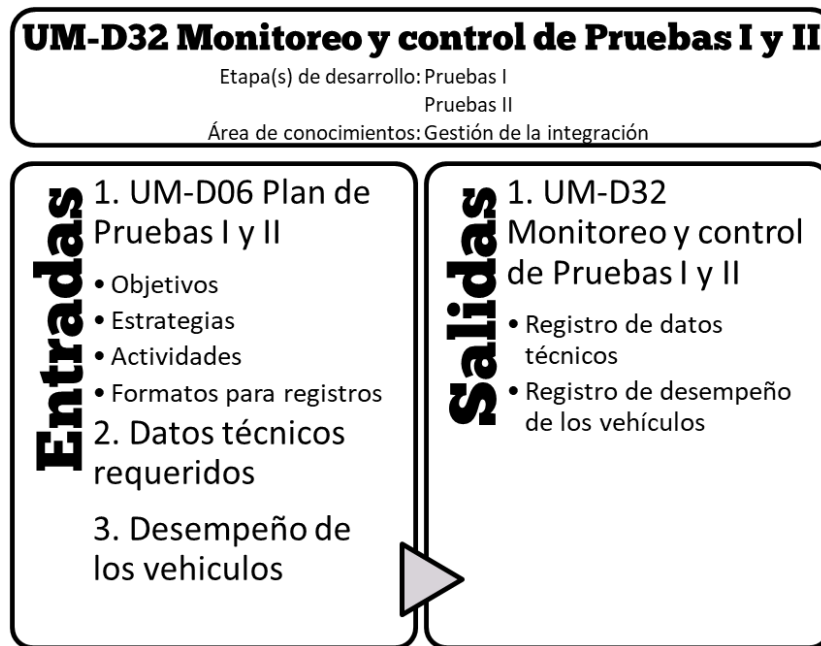 UM-D32 Monitoreo y control de Pruebas I y II
Etapa(s) de desarrollo: Pruebas I
Pruebas II
Área de conocimientos: Gestión de la integración
Entradas
1. UM-D06 Plan de
Pruebas I y II
• Objetivos
• Estrategias
• Actividades
• Formatos para registros
2. Datos técnicos
requeridos
3. Desempeño de
los vehiculos
Salidas
1. UM-D32
Monitoreo y control
de Pruebas I y II
• Registro de datos
técnicos
• Registro de desempeño
de los vehículos